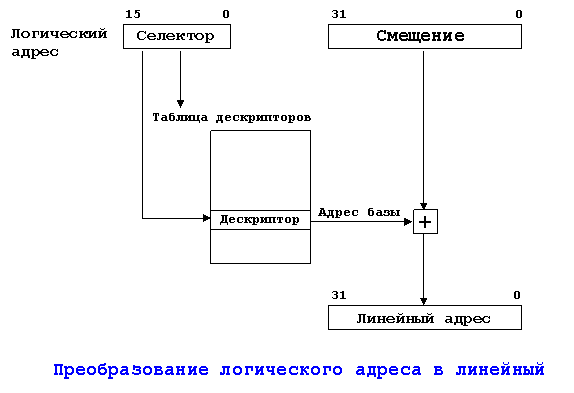 15 0 31 0
Логический адрес
Селектор
Смещение
Таблица дескрипторов
Дескриптор
Адрес базы
+
31 0
Линейный адрес
Преобразование логического адреса в линейный